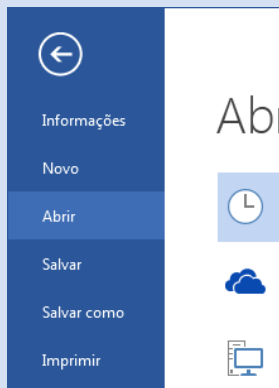 Informações
Novo
Abrir
Salvar
Salvar como
Imprimir
Abr